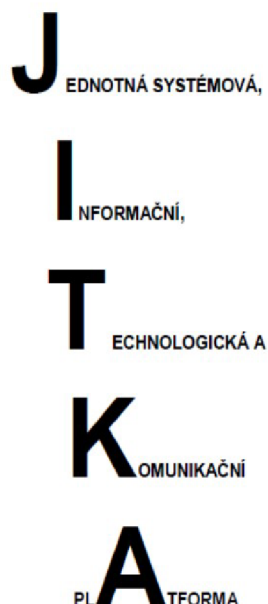 JEDNOTNÁ SYSTÉMOVÁ,
INFORMAČNÍ,
TECHNOLOGICKÁ A
KOMUNIKAČNÍ
PLATFORMA